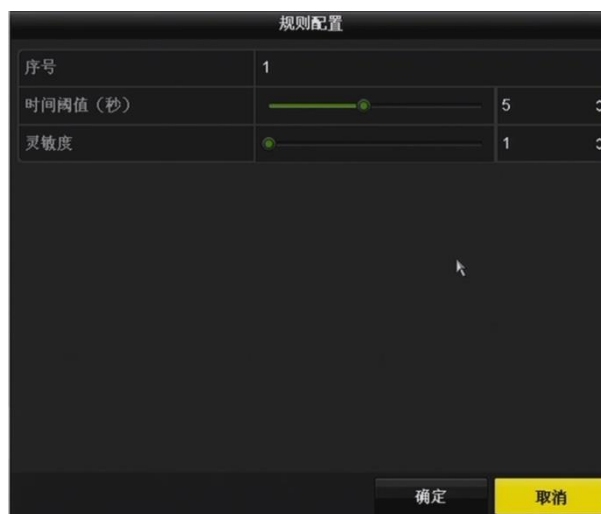 规则配置
序号 1
时间阈值（秒） 5
灵敏度 1
确定 取消